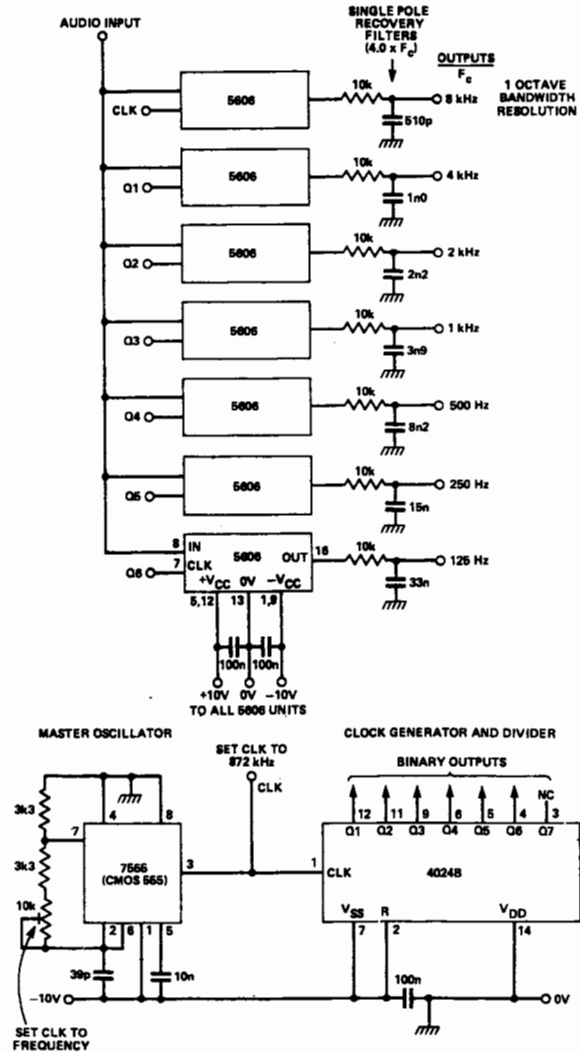 AUDIO INPUT
SINGLE POLE
RECOVERY
FILTERS
(4.0 x Fc)
OUTPUTS
Fc
1 OCTAVE
BANDWIDTH
RESOLUTION
5606
CLK
10k
8 kHz
510p
5606
Q1
10k
4 kHz
1n0
5606
Q2
10k
2 kHz
2n2
5606
Q3
10k
1 kHz
3n9
5606
Q4
10k
500 Hz
8n2
5606
Q5
10k
250 Hz
15n
8 IN
5606
OUT 16
10k
125 Hz
7 CLK
Q6
+VCC 0V -VCC
33n
5,12 13 1,9
100n 100n
+10V 0V -10V
TO ALL 5606 UNITS
MASTER OSCILLATOR
SET CLK TO
872 kHz
CLK
CLOCK GENERATOR AND DIVIDER
BINARY OUTPUTS
NC
3k3
4 8
12 11 9 6 5 4 3
Q1 Q2 Q3 Q4 Q5 Q6 Q7
7
7555
(CMOS 555)
3
1 CLK
4024B
3k3
10k
2 6 1 5
VSS R VDD
7 2 14
39p
10n
100n
-10V
0V
SET CLK TO
FREQUENCY